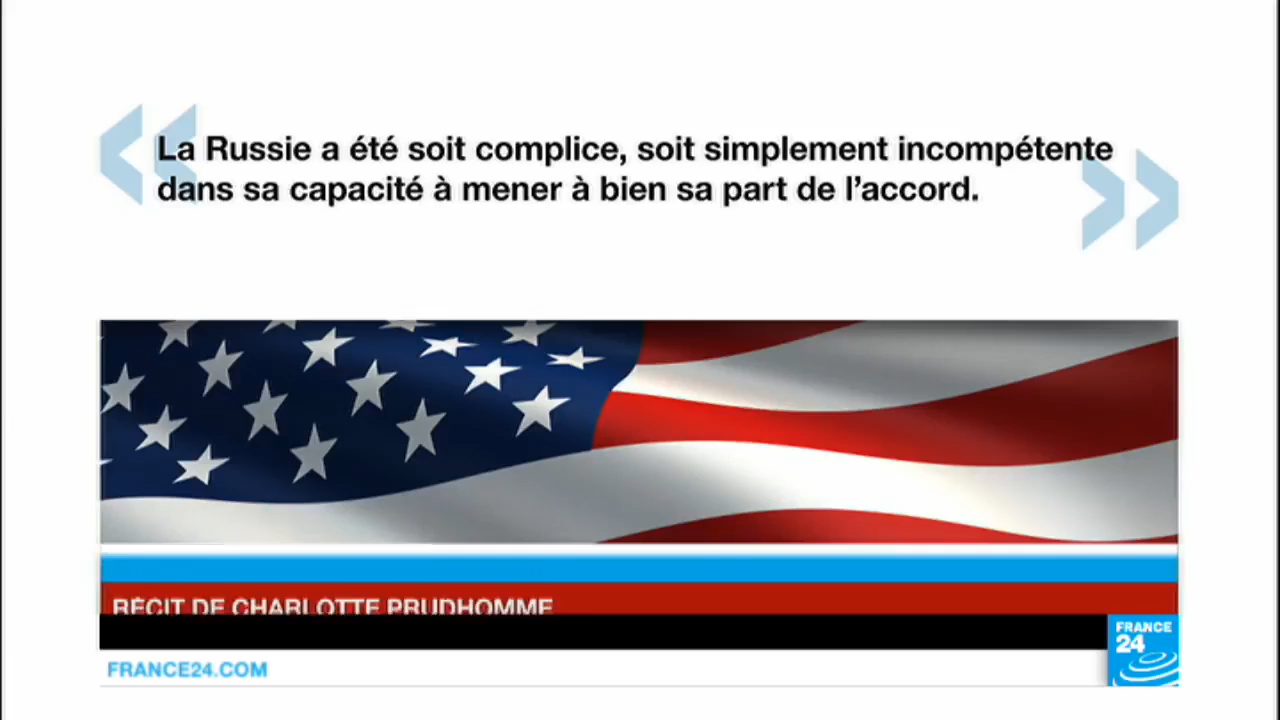 La Russie a été soit complice, soit simplement incompétente
dans sa capacité à mener à bien sa part de l’accord.
RÉCIT DE CHARLOTTE PRUDHOMME
FRANCE
24
FRANCE24.COM